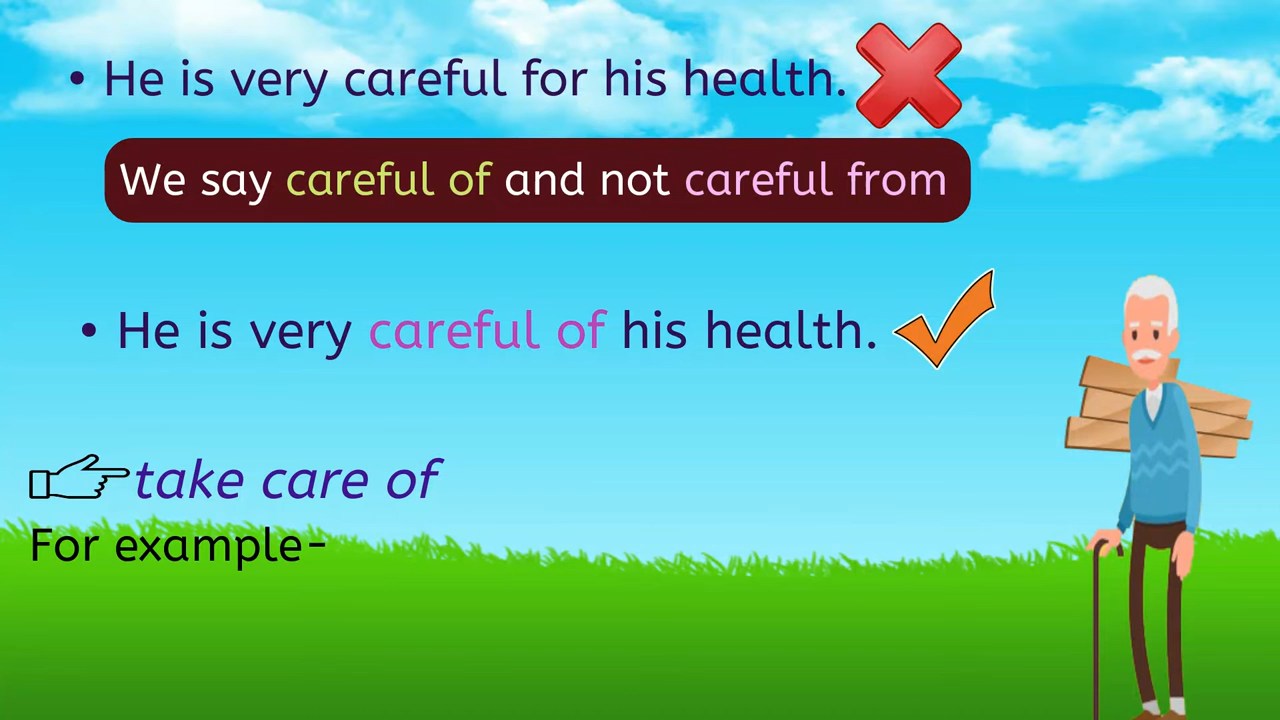 • He is very careful for his health.
We say careful of and not careful from
• He is very careful of his health.
take care of
For example-